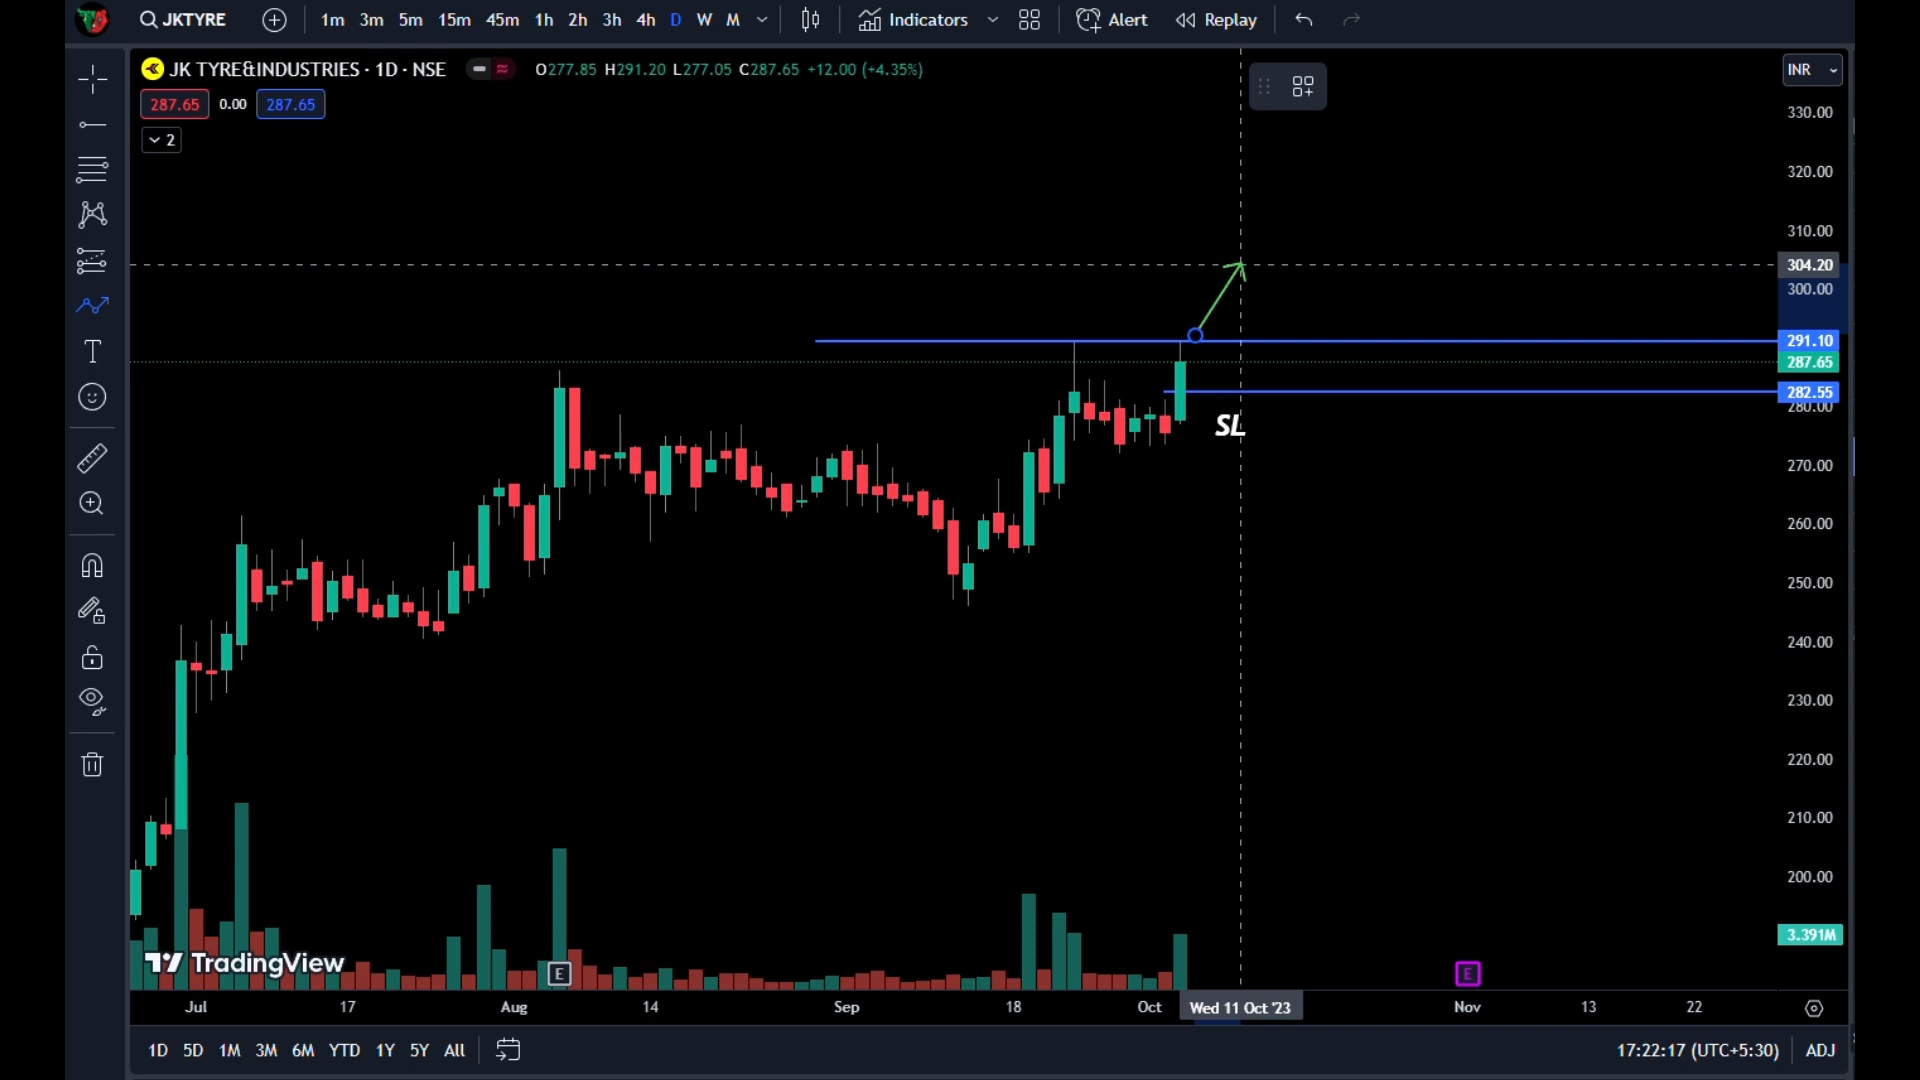 JKTYRE 1m 3m 5m 15m 45m 1h 2h 3h 4h D W M Indicators Alert Replay
JK TYRE&INDUSTRIES · 1D · NSE O277.85 H291.20 L277.05 C287.65 +12.00 (+4.35%) INR
287.65 0.00 287.65
2
330.00
320.00
310.00
304.20
300.00
291.10
287.65
282.55
280.00
SL
270.00
260.00
250.00
240.00
230.00
220.00
210.00
200.00
3.391M
TradingView
E E
Jul 17 Aug 14 Sep 18 Oct Wed 11 Oct '23 Nov 13 22
1D 5D 1M 3M 6M YTD 1Y 5Y All 17:22:17 (UTC+5:30) ADJ